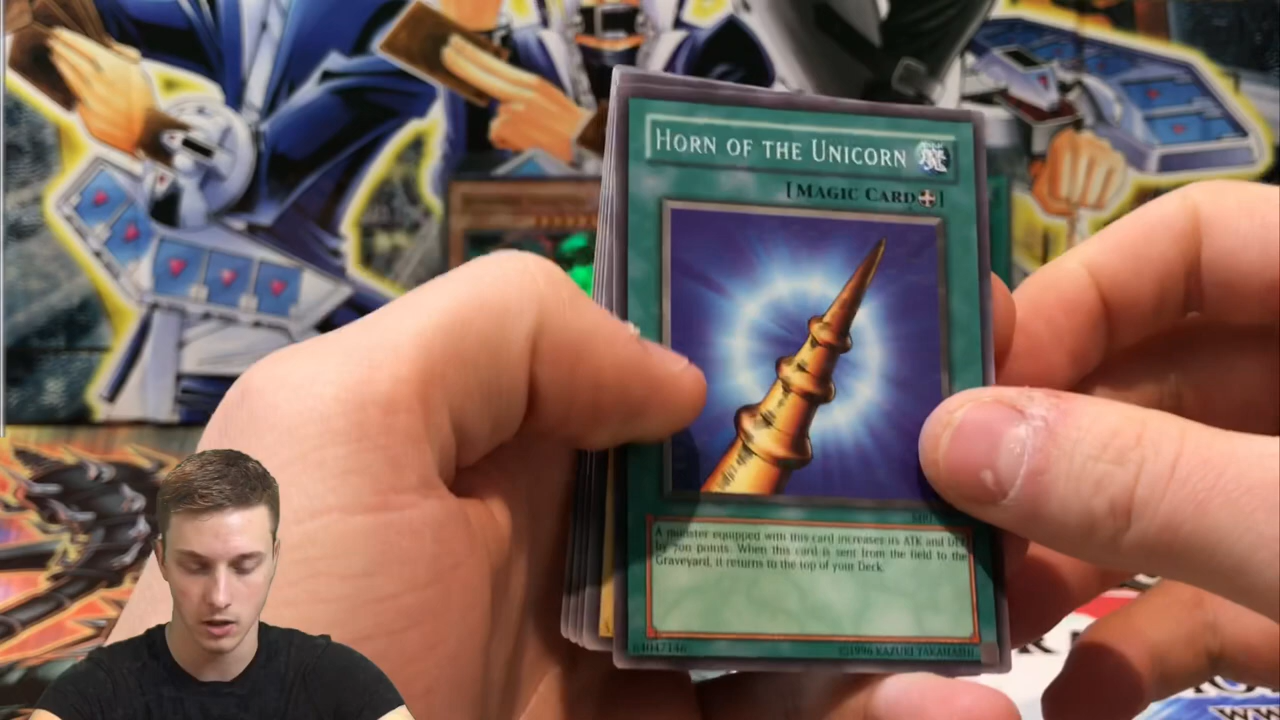 HORN OF THE UNICORN
[MAGIC CARD]
A monster equipped with this card increases its ATK and DEF
by 700 points. When this card is sent from the field to the
Graveyard, it returns to the top of your Deck.
64047146
©1996 KAZUKI TAKAHASHI